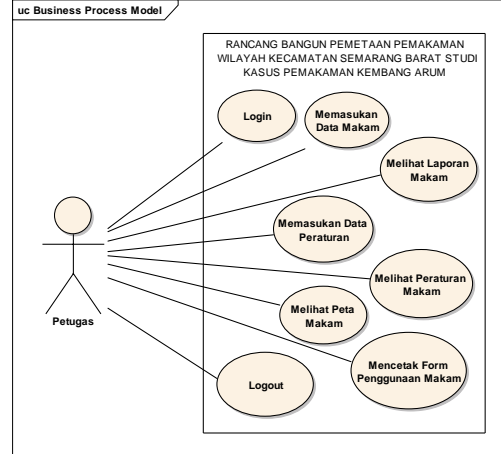 uc Business Process Model
RANCANG BANGUN PEMETAAN PEMAKAMAN
WILAYAH KECAMATAN SEMARANG BARAT STUDI
KASUS PEMAKAMAN KEMBANG ARUM
Login
Memasukan
Data Makam
Melihat Laporan
Makam
Memasukan Data
Peraturan
Melihat Peraturan
Makam
Melihat Peta
Makam
Petugas
Mencetak Form
Penggunaan Makam
Logout